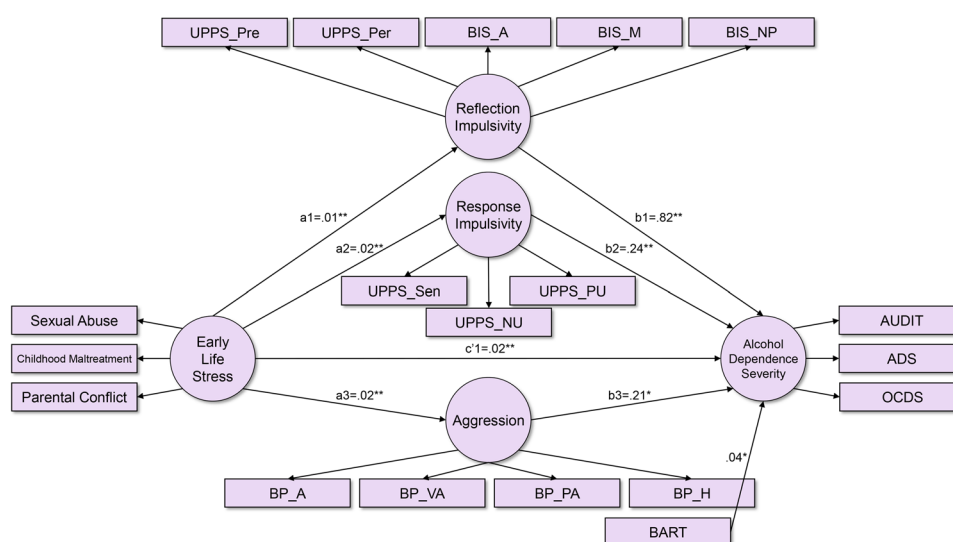 UPPS_Pre
UPPS_Per
BIS_A
BIS_M
BIS_NP
Reflection
Impulsivity
Response
Impulsivity
a1=.01**
b1=.82**
a2=.02**
b2=.24**
UPPS_Sen
UPPS_PU
UPPS_NU
Sexual Abuse
Childhood Maltreatment
Parental Conflict
Early
Life
Stress
c'1=.02**
Alcohol
Dependence
Severity
AUDIT
ADS
OCDS
a3=.02**
b3=.21*
Aggression
.04*
BP_A
BP_VA
BP_PA
BP_H
BART